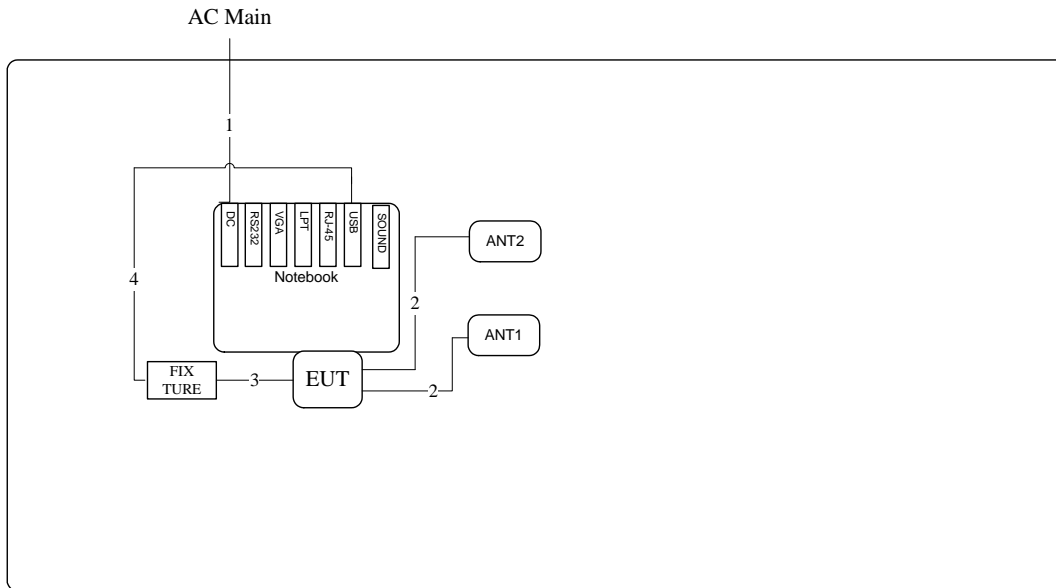 AC Main
1
DC
RS232
VGA
LPT
RJ-45
USB
SOUND
Notebook
ANT2
4
2
ANT1
FIX
TURE
3
EUT
2